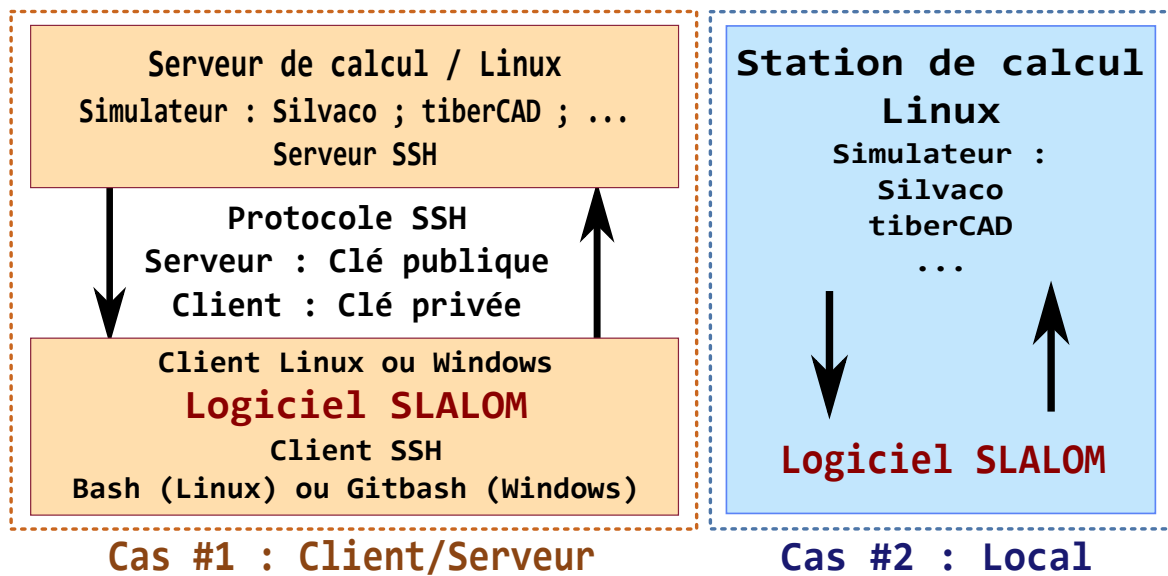 Serveur de calcul / Linux
Simulateur : Silvaco ; tiberCAD ; ...
Serveur SSH
Protocole SSH
Serveur : Clé publique
Client : Clé privée
Client Linux ou Windows
Logiciel SLALOM
Client SSH
Bash (Linux) ou Gitbash (Windows)
Cas #1 : Client/Serveur
Station de calcul
Linux
Simulateur :
Silvaco
tiberCAD
...
Logiciel SLALOM
Cas #2 : Local